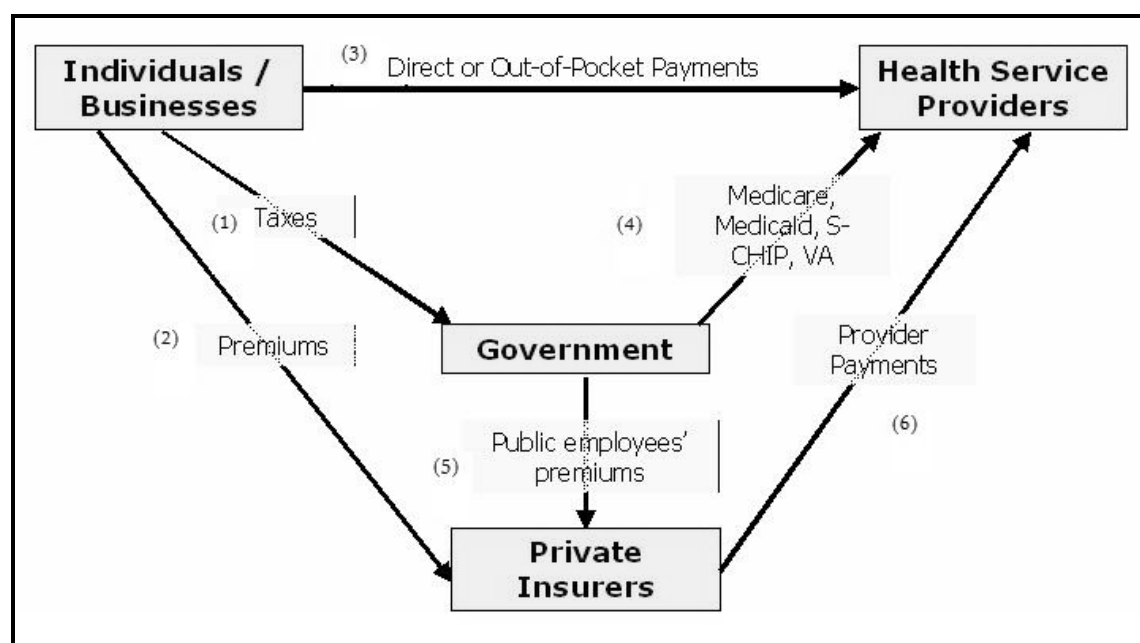 Individuals /
Businesses
(3)
Direct or Out-of-Pocket Payments
Health Service
Providers
(1)
Taxes
(4)
Medicare,
Medicaid, S-
CHIP, VA
(2)
Premiums
Government
Provider
Payments
(6)
(5)
Public employees'
premiums
Private
Insurers